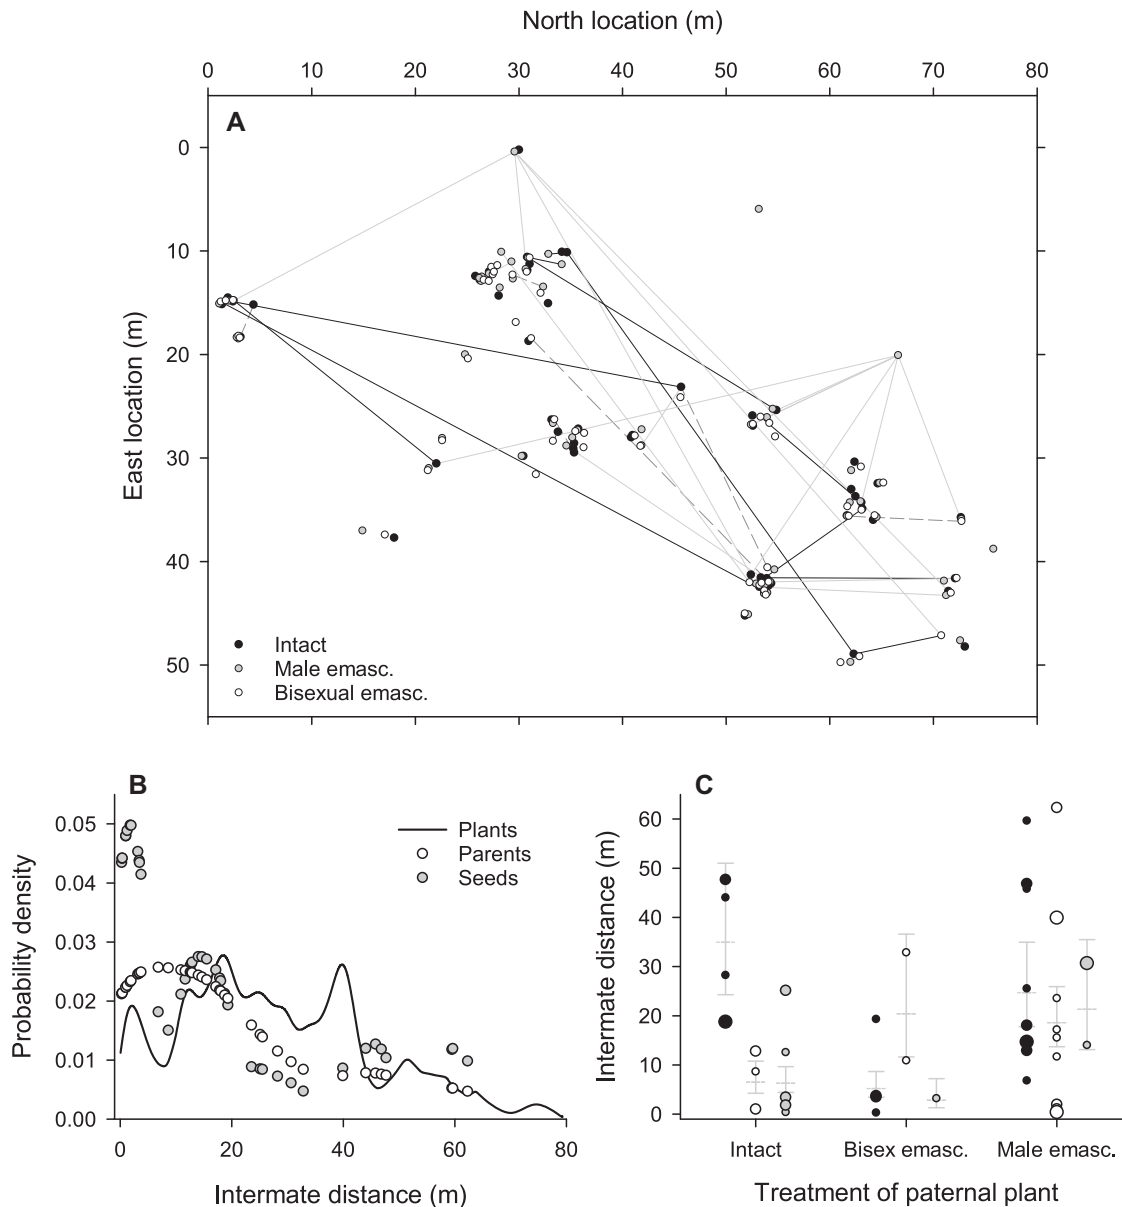 North location (m)
0 10 20 30 40 50 60 70 80
A
0
10
20
30
40
50
East location (m)
Intact
Male emasc.
Bisexual emasc.
B
0.05
0.04
0.03
0.02
0.01
0.00
Probability density
Plants
Parents
Seeds
0 20 40 60 80
Intermate distance (m)
C
60
50
40
30
20
10
0
Intermate distance (m)
Intact Bisex emasc. Male emasc.
Treatment of paternal plant